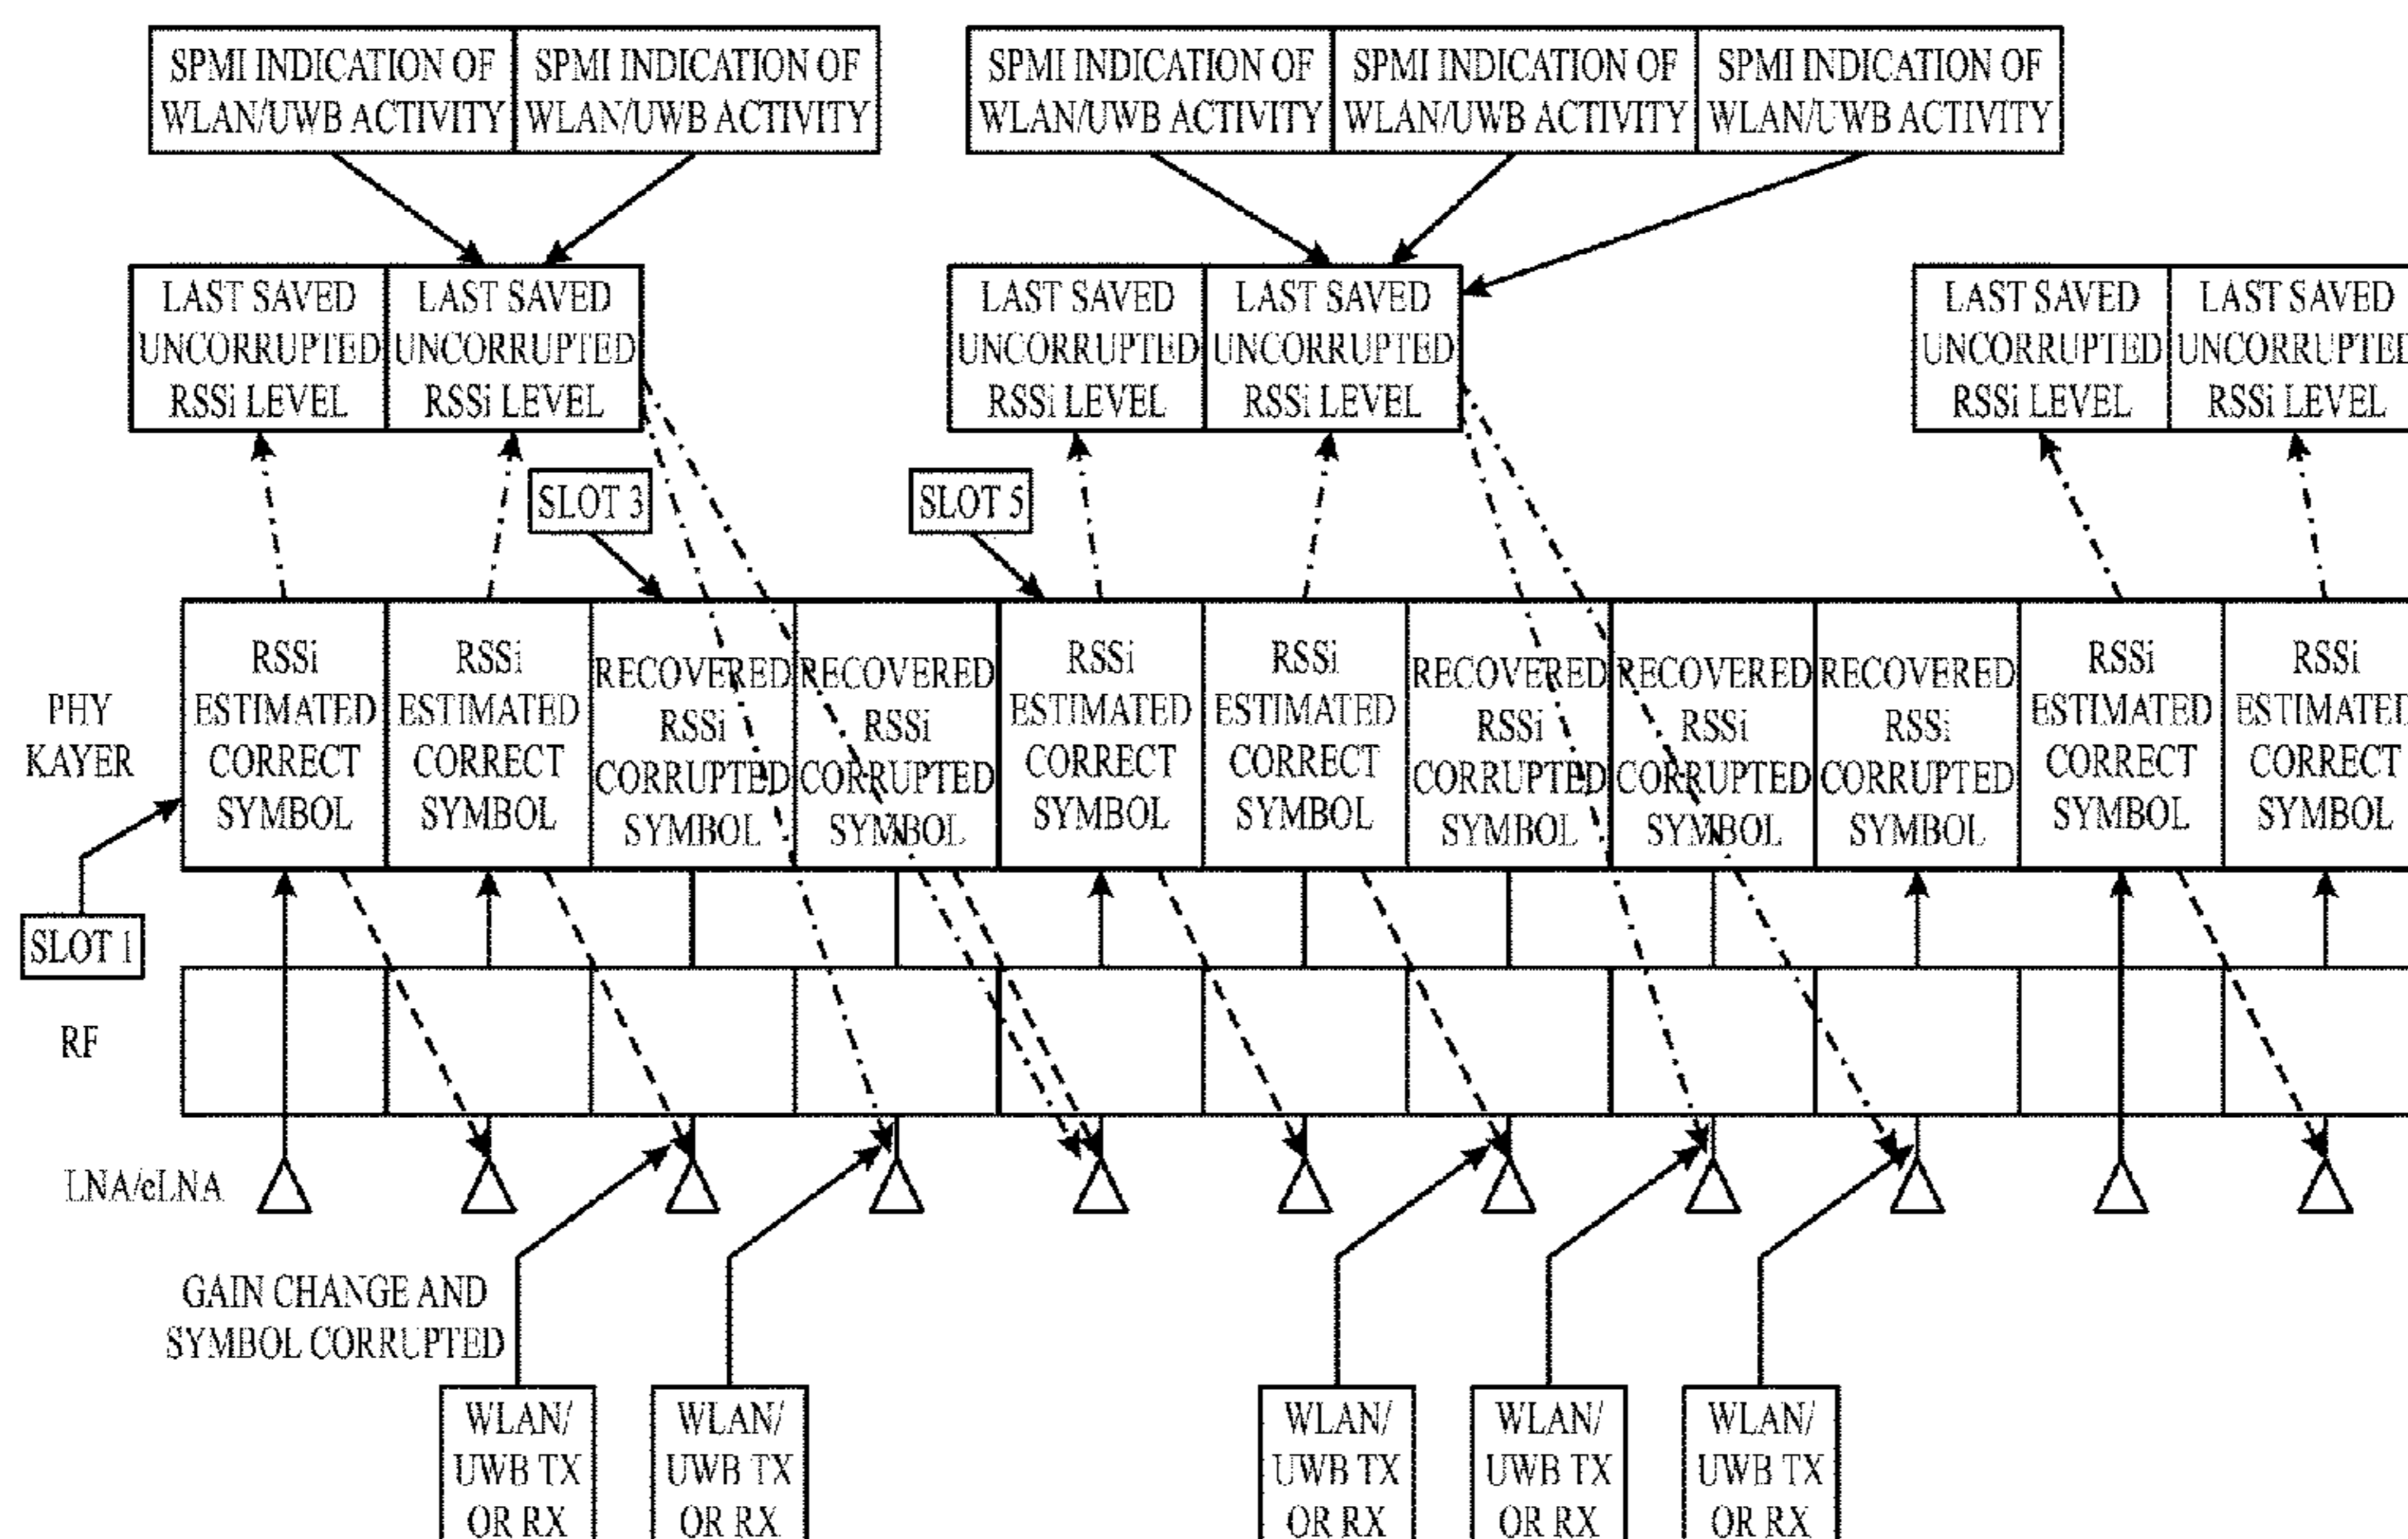 SPMI INDICATION OF
WLAN/UWB ACTIVITY
SPMI INDICATION OF
WLAN/UWB ACTIVITY
SPMI INDICATION OF
WLAN/UWB ACTIVITY
SPMI INDICATION OF
WLAN/UWB ACTIVITY
SPMI INDICATION OF
WLAN/UWB ACTIVITY
LAST SAVED
UNCORRUPTED
RSSi LEVEL
LAST SAVED
UNCORRUPTED
RSSi LEVEL
LAST SAVED
UNCORRUPTED
RSSi LEVEL
LAST SAVED
UNCORRUPTED
RSSi LEVEL
LAST SAVED
UNCORRUPTED
RSSi LEVEL
LAST SAVED
UNCORRUPTED
RSSi LEVEL
SLOT 3
SLOT 5
PHY
KAYER
RSSi
ESTIMATED
CORRECT
SYMBOL
RSSi
ESTIMATED
CORRECT
SYMBOL
RECOVERED
RSSi
CORRUPTED
SYMBOL
RECOVERED
RSSi
CORRUPTED
SYMBOL
RSSi
ESTIMATED
CORRECT
SYMBOL
RSSi
ESTIMATED
CORRECT
SYMBOL
RECOVERED
RSSi
CORRUPTED
SYMBOL
RECOVERED
RSSi
CORRUPTED
SYMBOL
RECOVERED
RSSi
CORRUPTED
SYMBOL
RSSi
ESTIMATED
CORRECT
SYMBOL
RSSi
ESTIMATED
CORRECT
SYMBOL
SLOT 1
RF
LNA/eLNA
GAIN CHANGE AND
SYMBOL CORRUPTED
WLAN/
UWB TX
OR RX
WLAN/
UWB TX
OR RX
WLAN/
UWB TX
OR RX
WLAN/
UWB TX
OR RX
WLAN/
UWB TX
OR RX